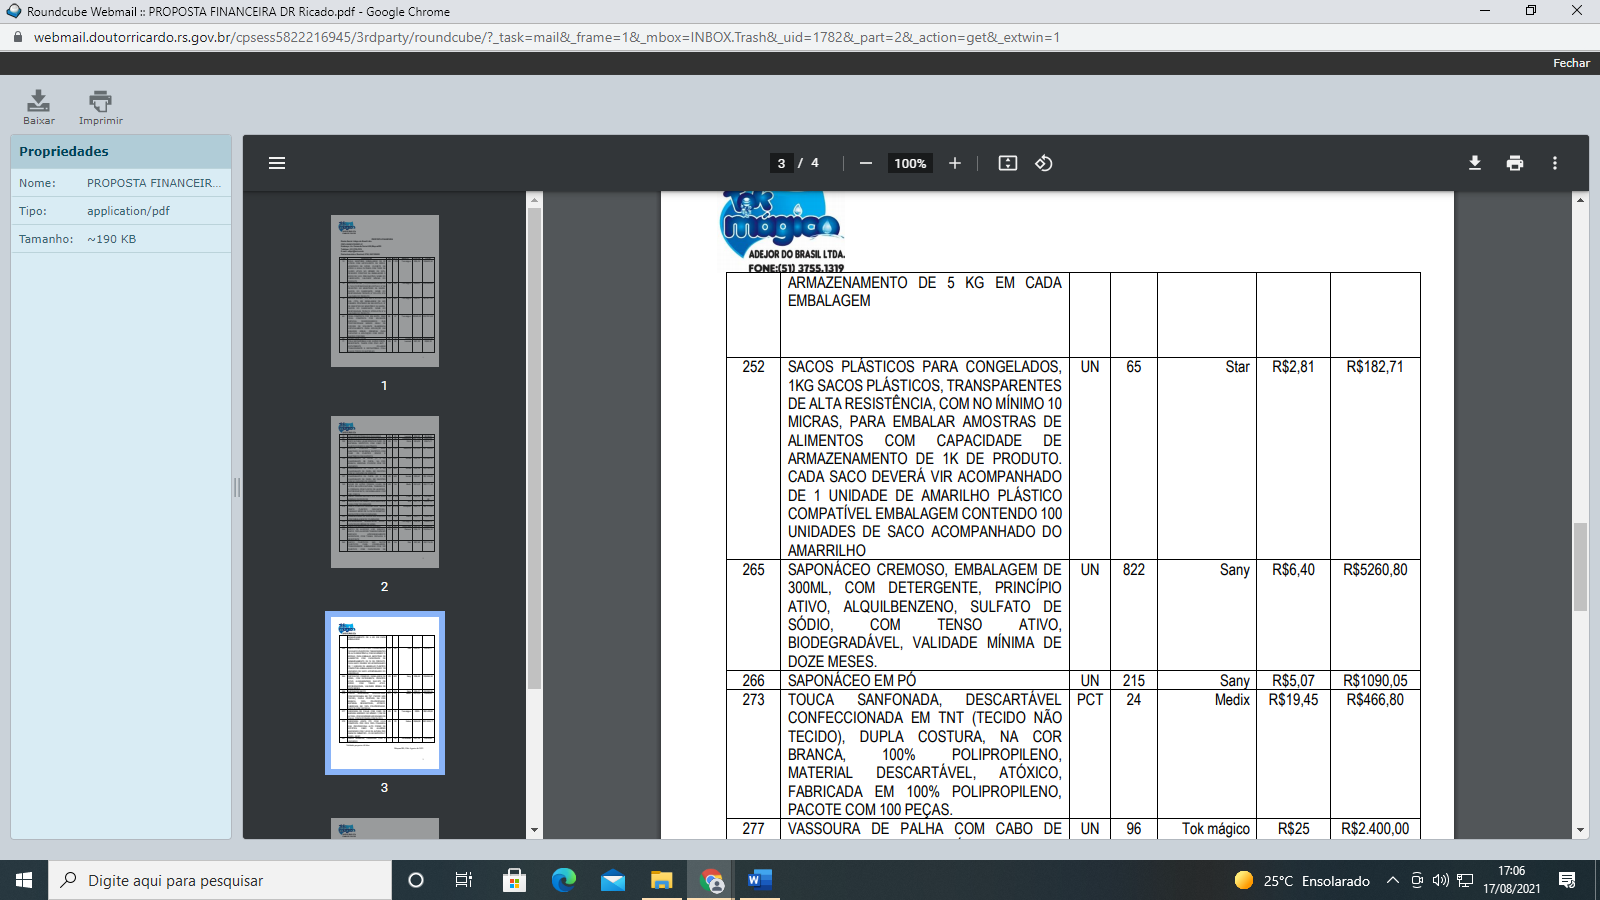 Roundcube Webmail :: PROPOSTA FINANCEIRA DR Ricado.pdf - Google Chrome
webmail.doutorricardo.rs.gov.br/cpsess5822216945/3rdparty/roundcube/?_task=mail&_frame=1&_mbox=INBOX.Trash&_uid=1782&_part=2&_action=get&_extwin=1
Fechar
Baixar Imprimir
Propriedades
Nome: PROPOSTA FINANCEIR...
Tipo: application/pdf
Tamanho: ~190 KB
3 / 4 100%
1
2
3
mágico
ADEJOR DO BRASIL LTDA.
FONE:(51) 3755.1319
ARMAZENAMENTO DE 5 KG EM CADA
EMBALAGEM
252 SACOS PLÁSTICOS PARA CONGELADOS, UN 65 Star R$2,81 R$182,71
1KG SACOS PLÁSTICOS, TRANSPARENTES
DE ALTA RESISTÊNCIA, COM NO MÍNIMO 10
MICRAS, PARA EMBALAR AMOSTRAS DE
ALIMENTOS COM CAPACIDADE DE
ARMAZENAMENTO DE 1K DE PRODUTO.
CADA SACO DEVERÁ VIR ACOMPANHADO
DE 1 UNIDADE DE AMARILHO PLÁSTICO
COMPATÍVEL EMBALAGEM CONTENDO 100
UNIDADES DE SACO ACOMPANHADO DO
AMARRILHO
265 SAPONÁCEO CREMOSO, EMBALAGEM DE UN 822 Sany R$6,40 R$5260,80
300ML, COM DETERGENTE, PRINCÍPIO
ATIVO, ALQUILBENZENO, SULFATO DE
SÓDIO, COM TENSO ATIVO,
BIODEGRADÁVEL, VALIDADE MÍNIMA DE
DOZE MESES.
266 SAPONÁCEO EM PÓ UN 215 Sany R$5,07 R$1090,05
273 TOUCA SANFONADA, DESCARTÁVEL PCT 24 Medix R$19,45 R$466,80
CONFECCIONADA EM TNT (TECIDO NÃO
TECIDO), DUPLA COSTURA, NA COR
BRANCA, 100% POLIPROPILENO,
MATERIAL DESCARTÁVEL, ATÓXICO,
FABRICADA EM 100% POLIPROPILENO,
PACOTE COM 100 PEÇAS.
277 VASSOURA DE PALHA COM CABO DE UN 96 Tok mágico R$25 R$2.400,00
Digite aqui para pesquisar
25°C Ensolarado
17:06
17/08/2021